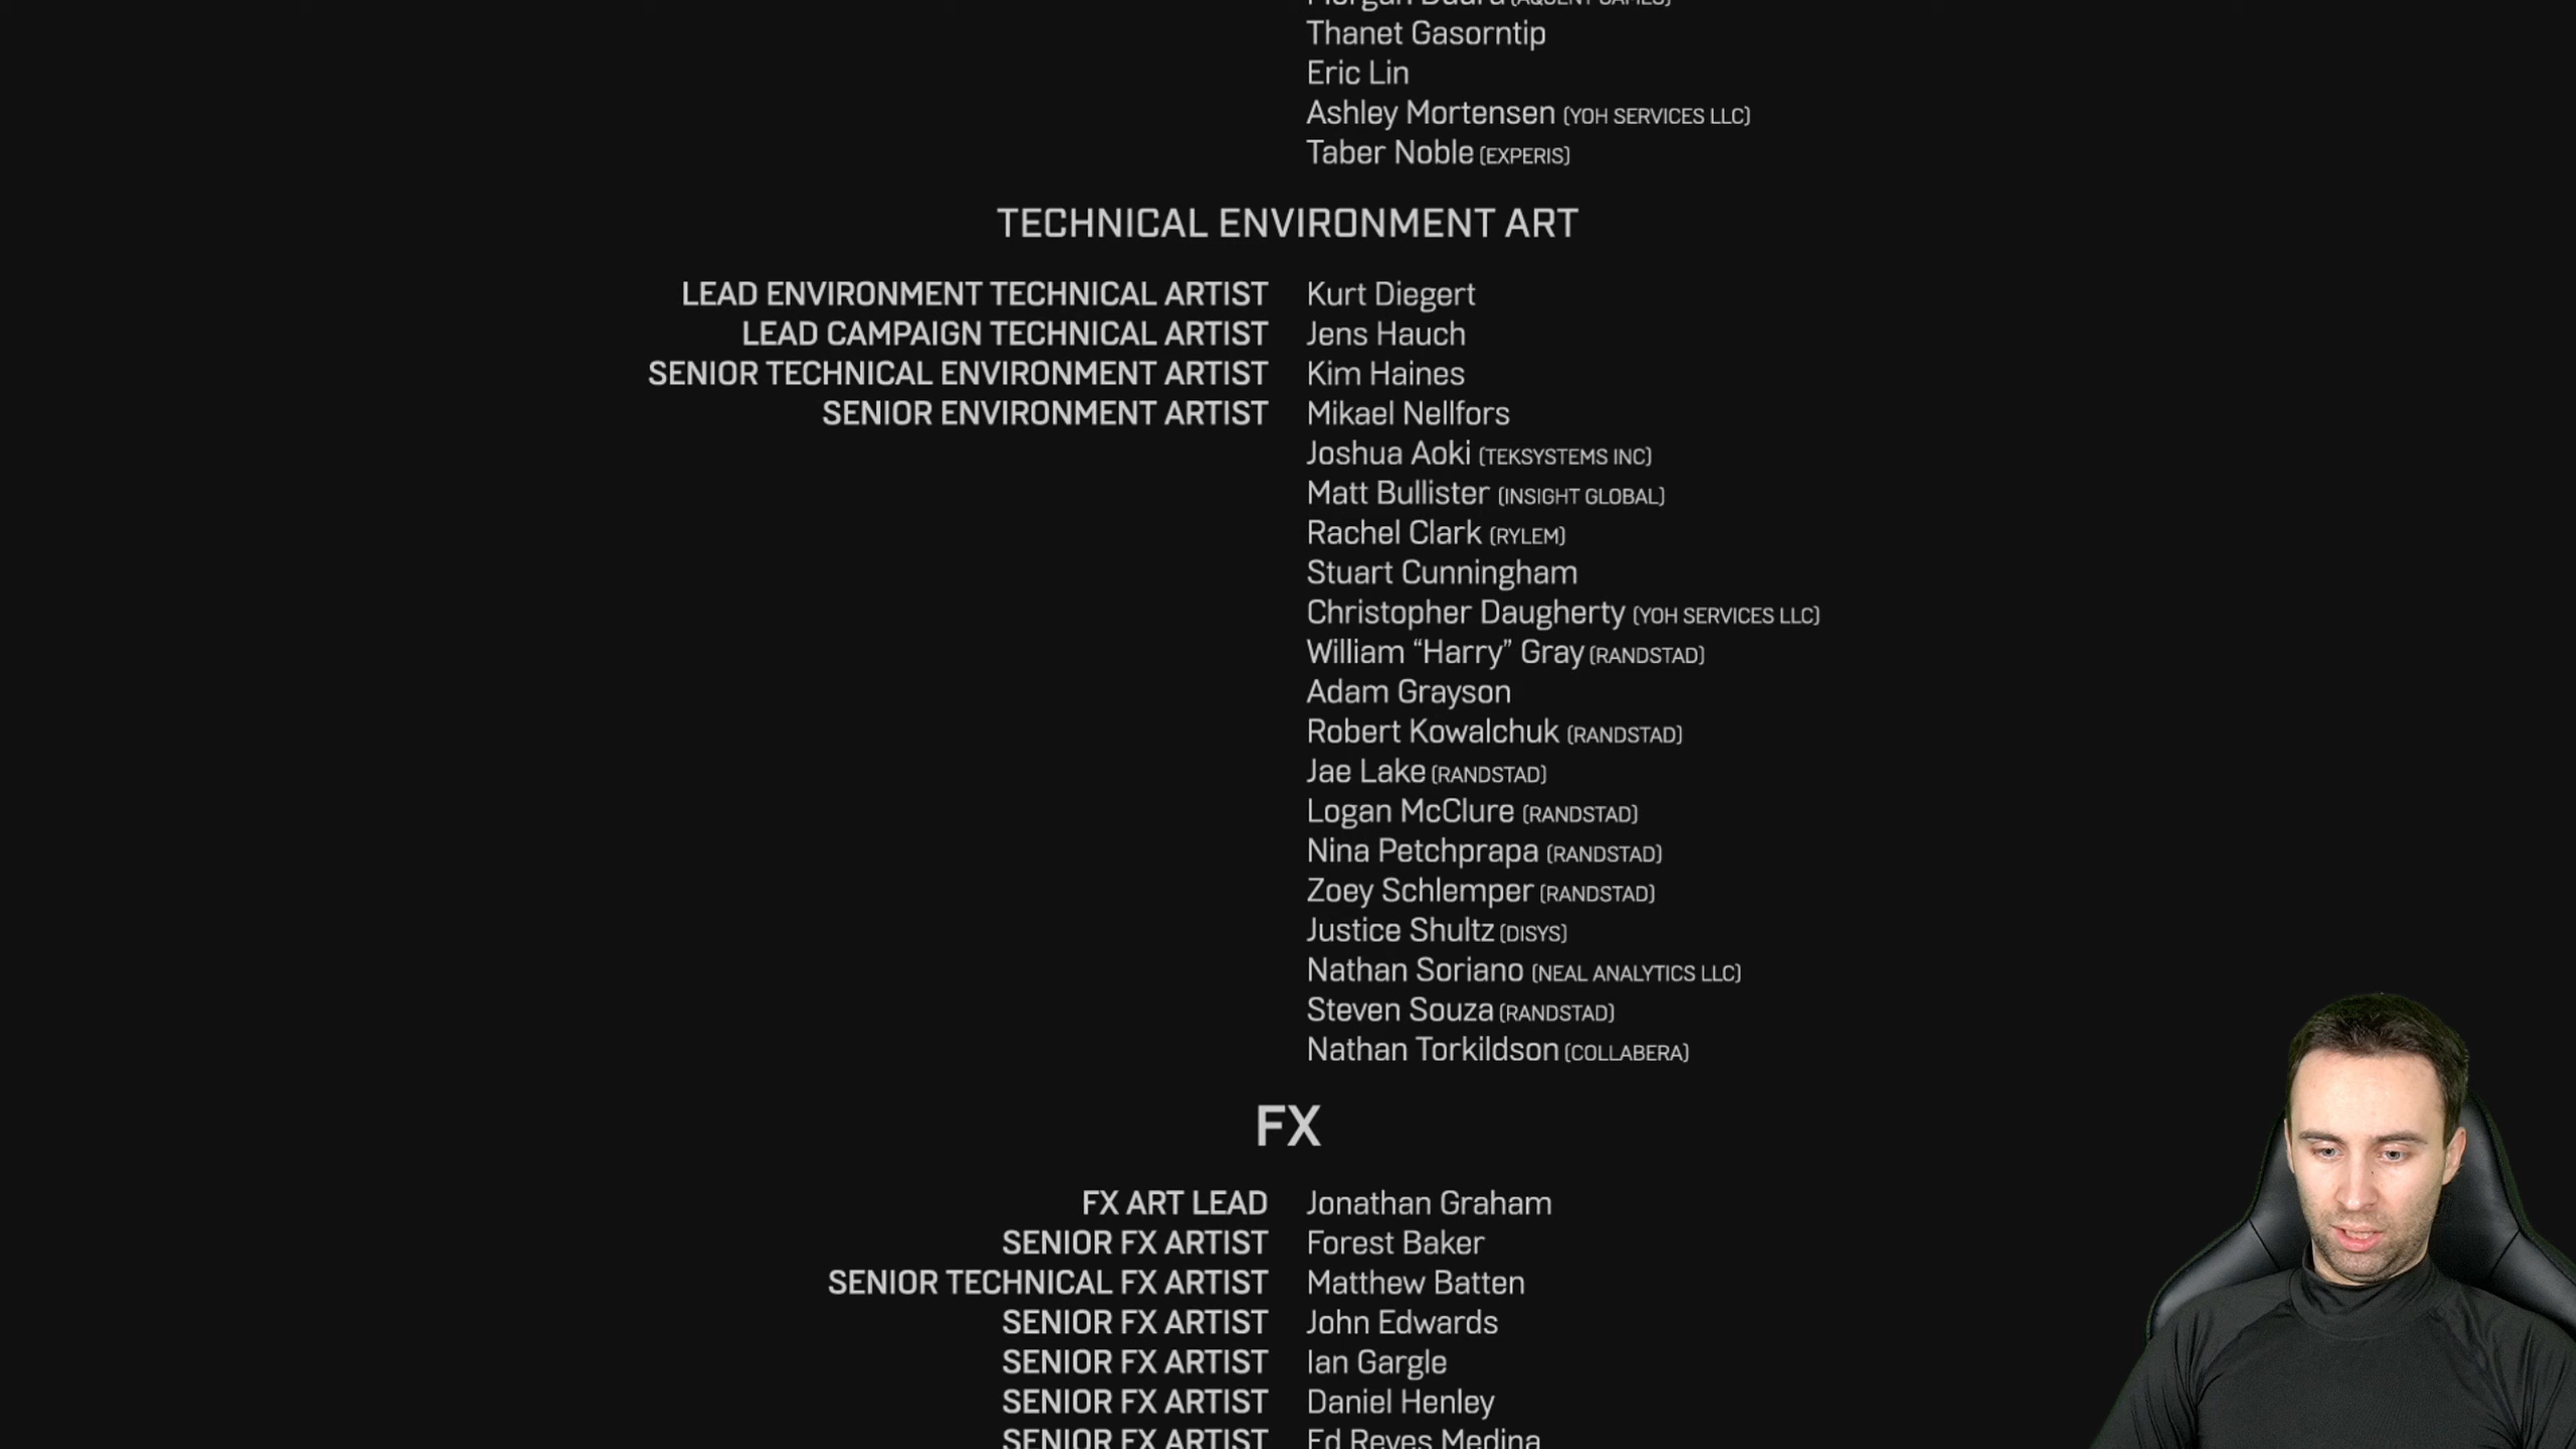 Thanet Gasorntip
Eric Lin
Ashley Mortensen (YOH SERVICES LLC)
Taber Noble (EXPERIS)
TECHNICAL ENVIRONMENT ART
LEAD ENVIRONMENT TECHNICAL ARTIST Kurt Diegert
LEAD CAMPAIGN TECHNICAL ARTIST Jens Hauch
SENIOR TECHNICAL ENVIRONMENT ARTIST Kim Haines
SENIOR ENVIRONMENT ARTIST Mikael Nellfors
Joshua Aoki (TEKSYSTEMS INC)
Matt Bullister (INSIGHT GLOBAL)
Rachel Clark (RYLEM)
Stuart Cunningham
Christopher Daugherty (YOH SERVICES LLC)
William “Harry” Gray (RANDSTAD)
Adam Grayson
Robert Kowalchuk (RANDSTAD)
Jae Lake (RANDSTAD)
Logan McClure (RANDSTAD)
Nina Petchprapa (RANDSTAD)
Zoey Schlemper (RANDSTAD)
Justice Shultz (DISYS)
Nathan Soriano (NEAL ANALYTICS LLC)
Steven Souza (RANDSTAD)
Nathan Torkildson (COLLABERA)
FX
FX ART LEAD Jonathan Graham
SENIOR FX ARTIST Forest Baker
SENIOR TECHNICAL FX ARTIST Matthew Batten
SENIOR FX ARTIST John Edwards
SENIOR FX ARTIST Ian Gargle
SENIOR FX ARTIST Daniel Henley
SENIOR FX ARTIST Ed Reyes Medina